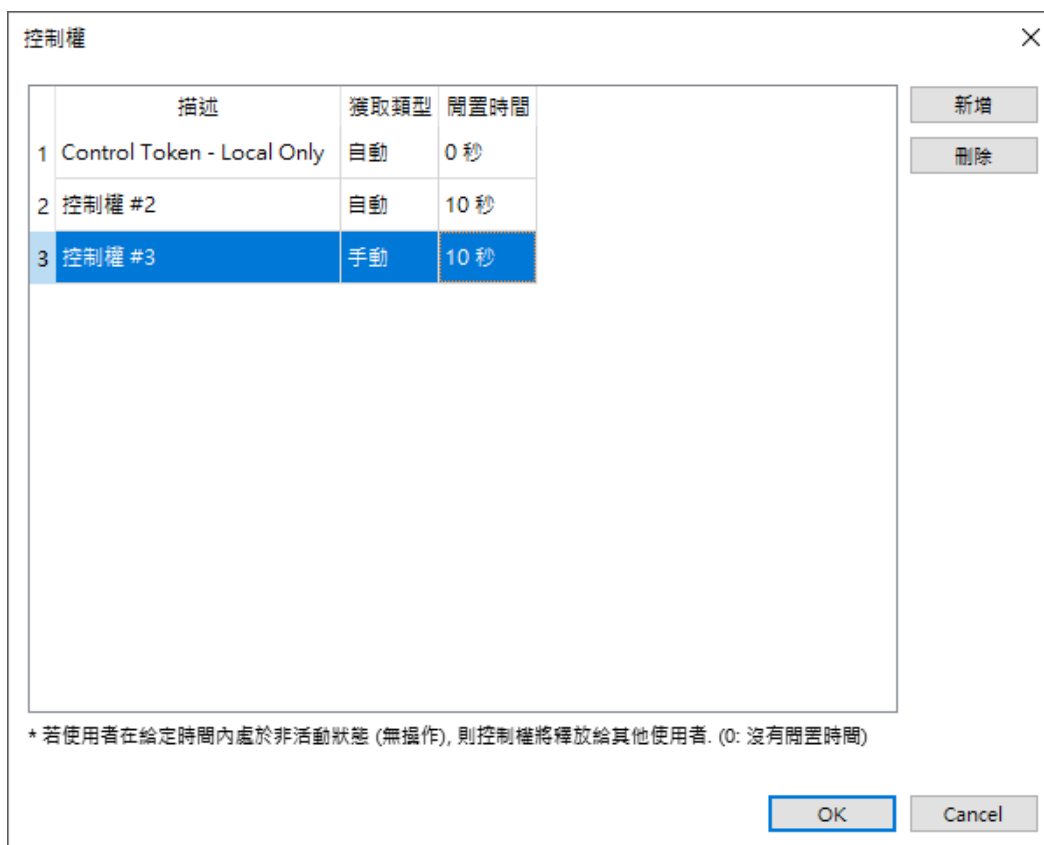 控制權
描述 獲取類型 閒置時間 新增
1 Control Token - Local Only 自動 0 秒 刪除
2 控制權 #2 自動 10 秒
3 控制權 #3 手動 10 秒
* 若使用者在給定時間內處於非活動狀態 (無操作), 則控制權將釋放給其他使用者. (0: 沒有閒置時間)
OK Cancel